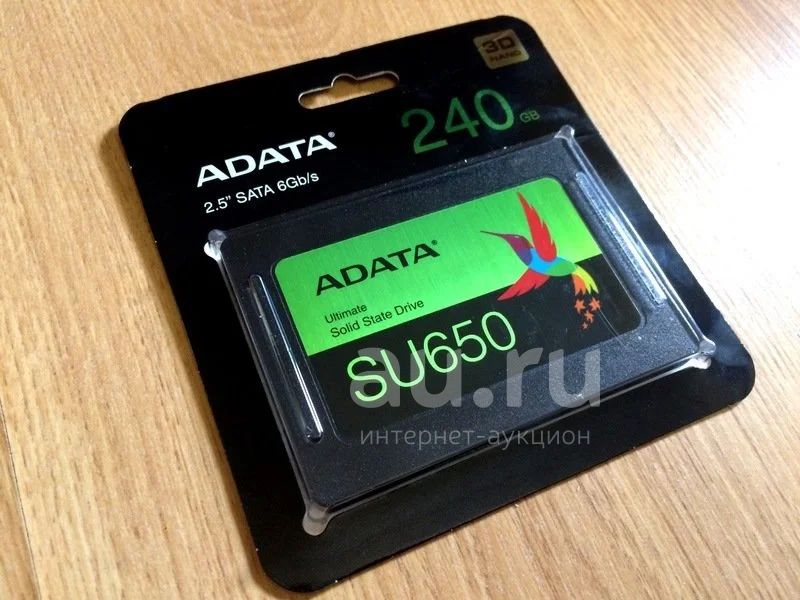 3D
NAND
240 GB
ADATA®
2.5" SATA 6Gb/s
ADATA®
Ultimate
Solid State Drive
SU650
au.ru
интернет-аукцион